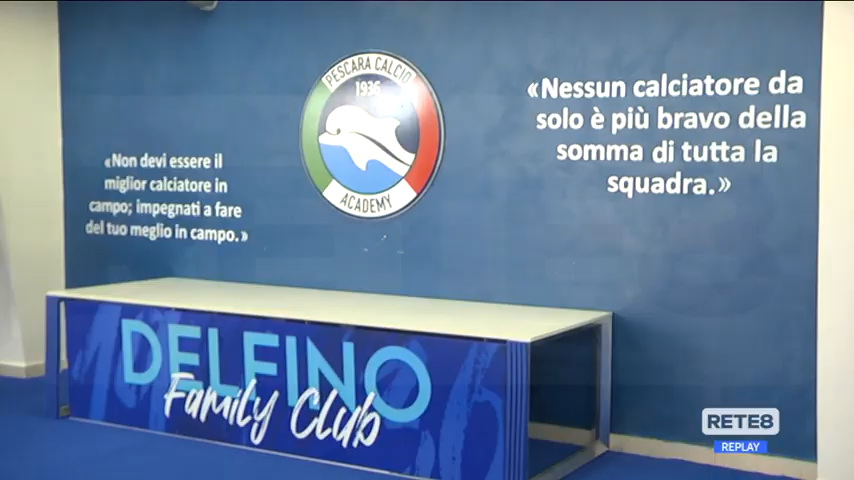 PESCARA CALCIO
1936
ACADEMY
«Non devi essere il
miglior calciatore in
campo; impegnati a fare
del tuo meglio in campo.»
«Nessun calciatore da
solo è più bravo della
somma di tutta la
squadra.»
DELFINO
Family Club
RETE8
REPLAY